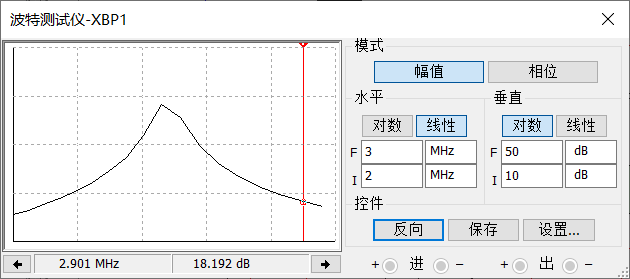 波特测试仪-XBP1
模式
幅值 相位
水平 垂直
对数 线性 对数 线性
F 3 MHz F 50 dB
I 2 MHz I 10 dB
控件
反向 保存 设置...
2.901 MHz 18.192 dB
+ 进 − + 出 −